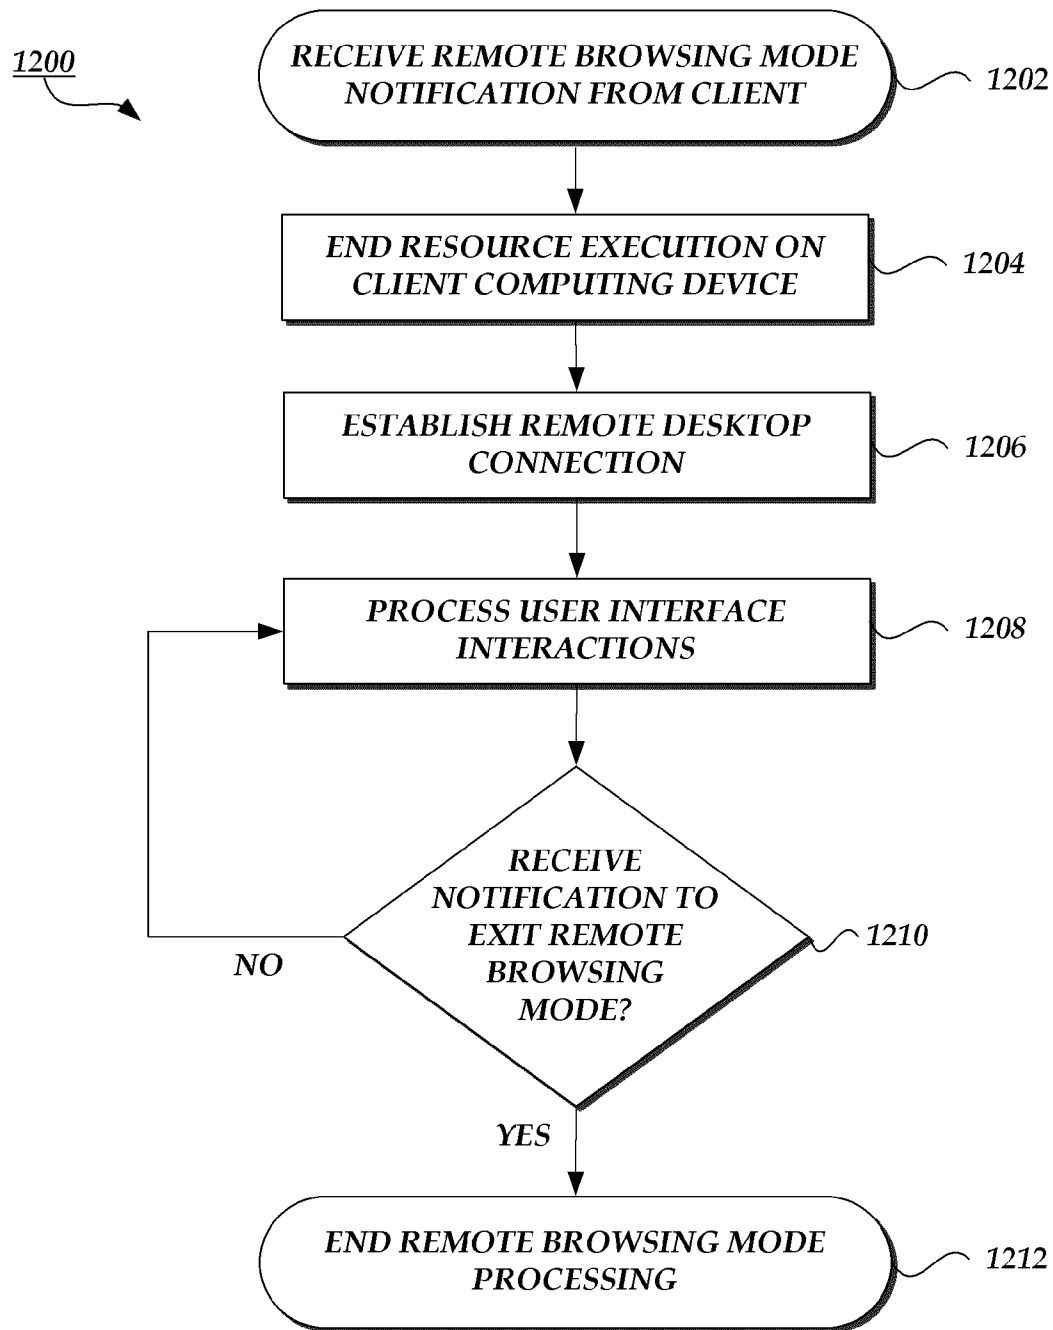 1200
RECEIVE REMOTE BROWSING MODE
NOTIFICATION FROM CLIENT
1202
END RESOURCE EXECUTION ON
CLIENT COMPUTING DEVICE
1204
ESTABLISH REMOTE DESKTOP
CONNECTION
1206
PROCESS USER INTERFACE
INTERACTIONS
1208
RECEIVE
NOTIFICATION TO
EXIT REMOTE
BROWSING
MODE?
1210
NO
YES
END REMOTE BROWSING MODE
PROCESSING
1212